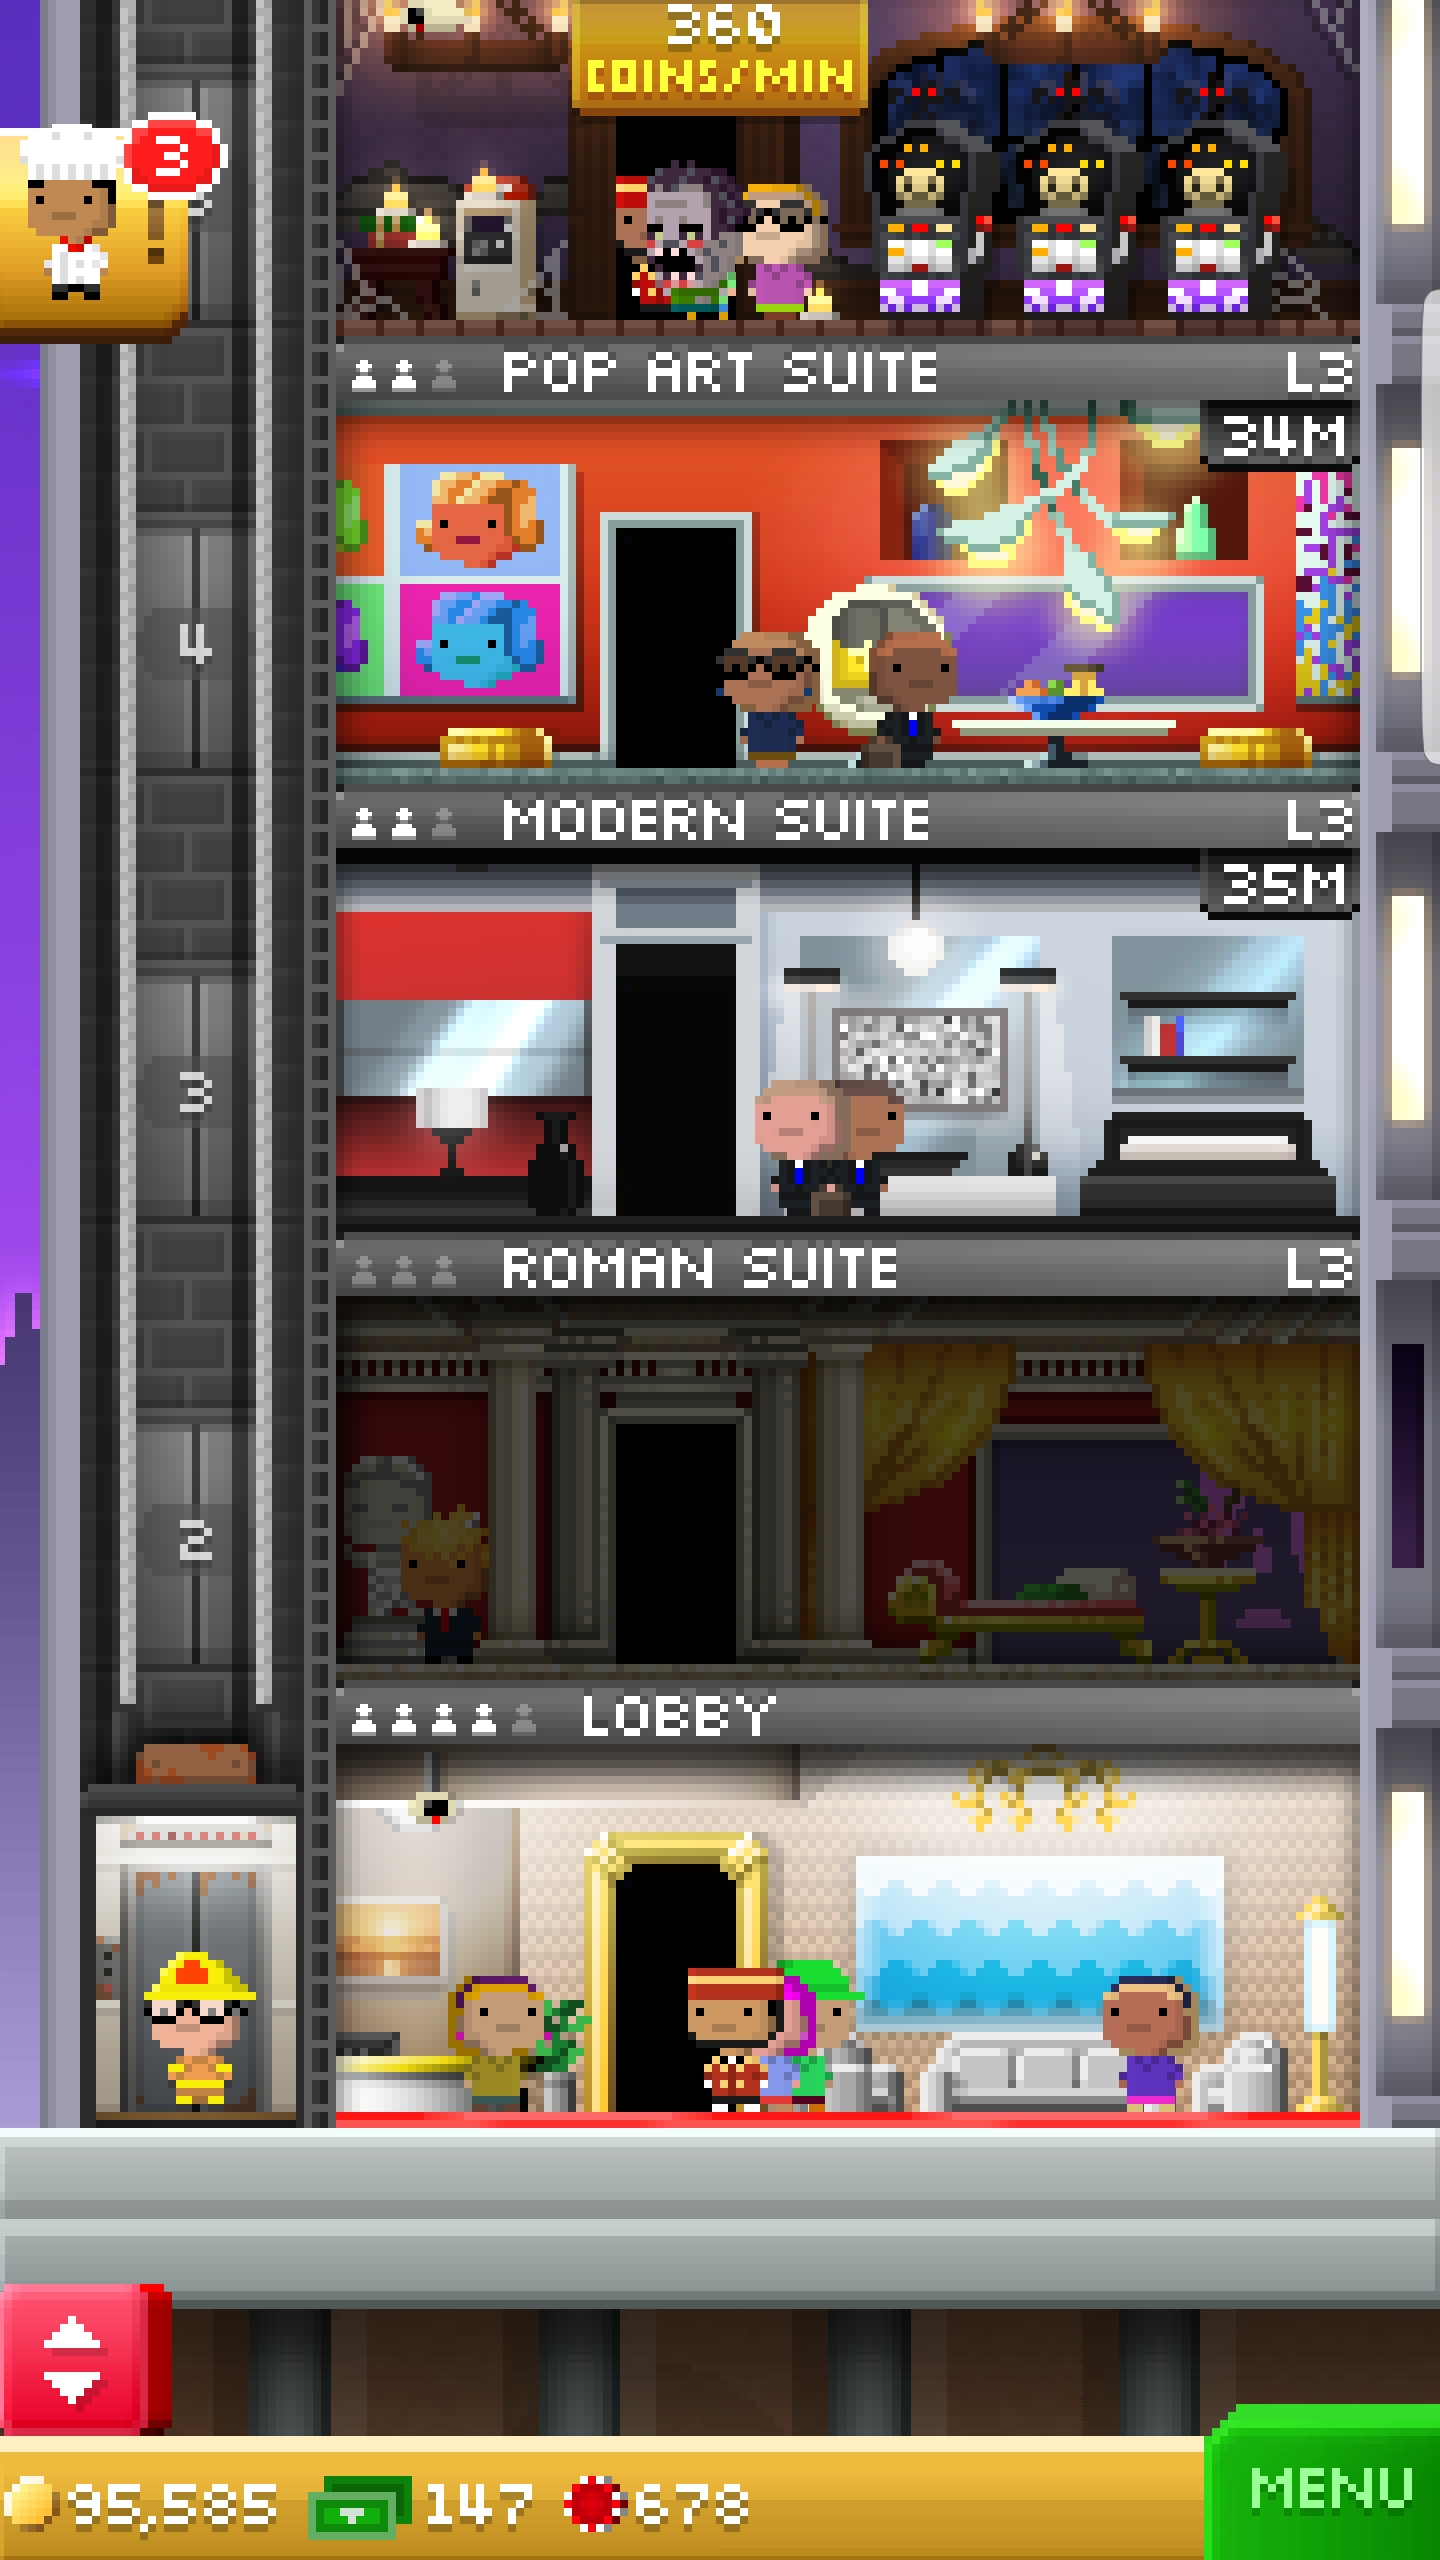 360
COINS/MIN
3
POP ART SUITE L3
34M
4
MODERN SUITE L3
35M
3
ROMAN SUITE L3
2
LOBBY
95,585 147 678
MENU